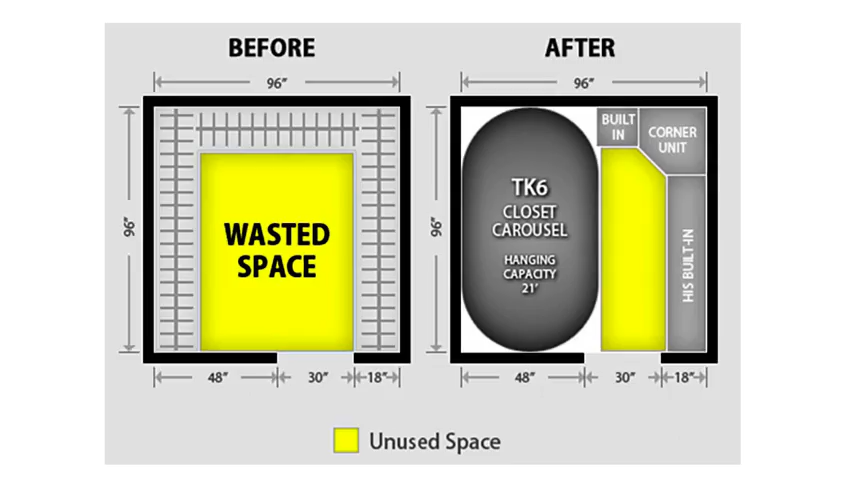 BEFORE
AFTER
96”
96”
96”
WASTED
SPACE
48”
30”
18”
96”
TK6
CLOSET
CAROUSEL
HANGING
CAPACITY
21’
BUILT
IN
CORNER
UNIT
HIS BUILT-IN
48”
30”
18”
Unused Space